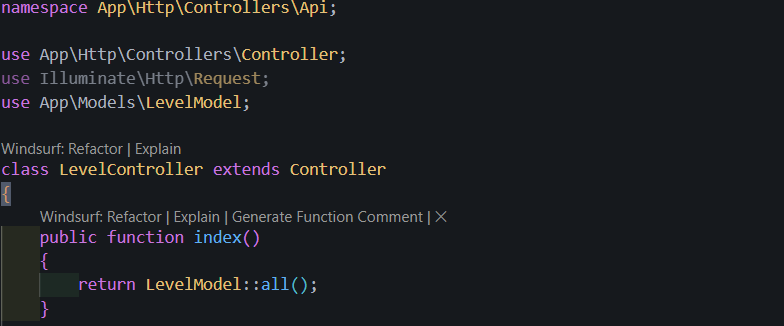 namespace App\Http\Controllers\Api;
use App\Http\Controllers\Controller;
use Illuminate\Http\Request;
use App\Models\LevelModel;
Windsurf: Refactor | Explain
class LevelController extends Controller
{
Windsurf: Refactor | Explain | Generate Function Comment | ×
public function index()
{
return LevelModel::all();
}